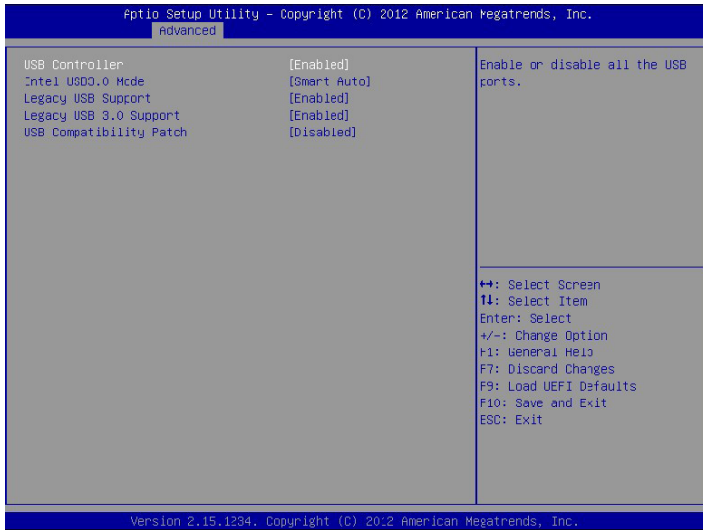 Aptio Setup Utility – Copyright (C) 2012 American Megatrends, Inc.
Advanced
USB Controller [Enabled]
Intel USB3.0 Mode [Smart Auto]
Legacy USB Support [Enabled]
Legacy USB 3.0 Support [Enabled]
USB Compatibility Patch [Disabled]
Enable or disable all the USB
ports.
↔: Select Screen
↑↓: Select Item
Enter: Select
+/-: Change Option
F1: General Help
F7: Discard Changes
F9: Load UEFI Defaults
F10: Save and Exit
ESC: Exit
Version 2.15.1234. Copyright (C) 2012 American Megatrends, Inc.